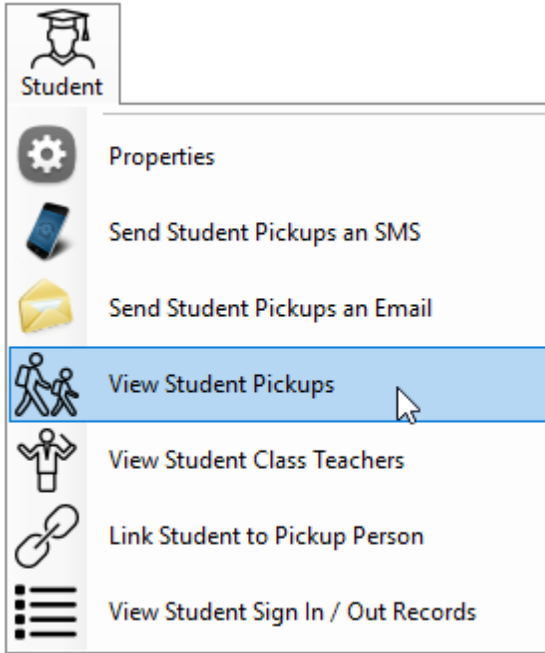 Student
Properties
Send Student Pickups an SMS
Send Student Pickups an Email
View Student Pickups
View Student Class Teachers
Link Student to Pickup Person
View Student Sign In / Out Records